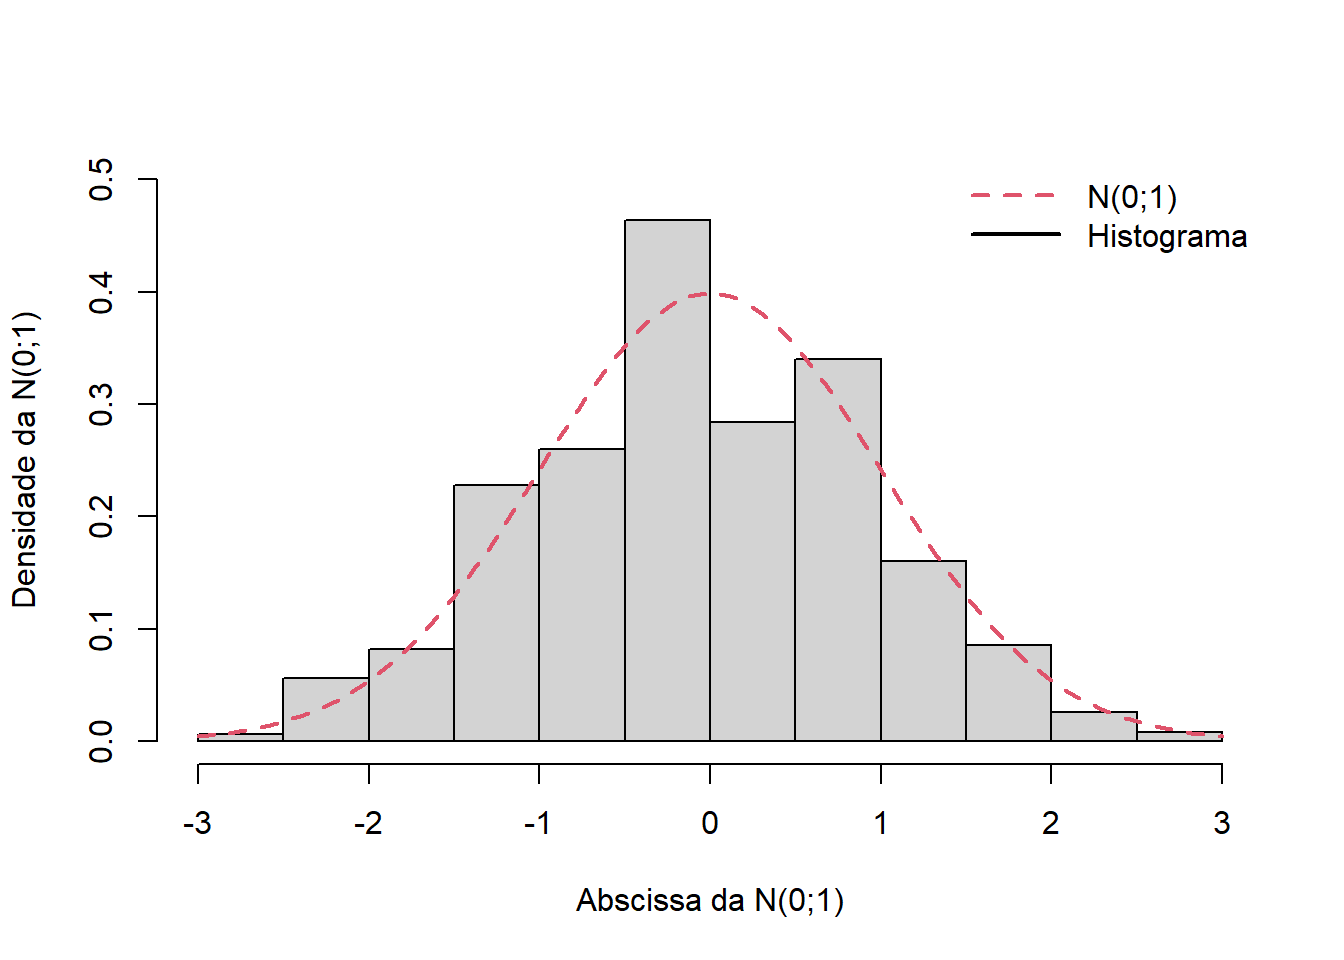 N(0;1)
Histograma
Densidade da N(0;1)
0.5
0.4
0.3
0.2
0.1
0.0
-3 -2 -1 0 1 2 3
Abscissa da N(0;1)